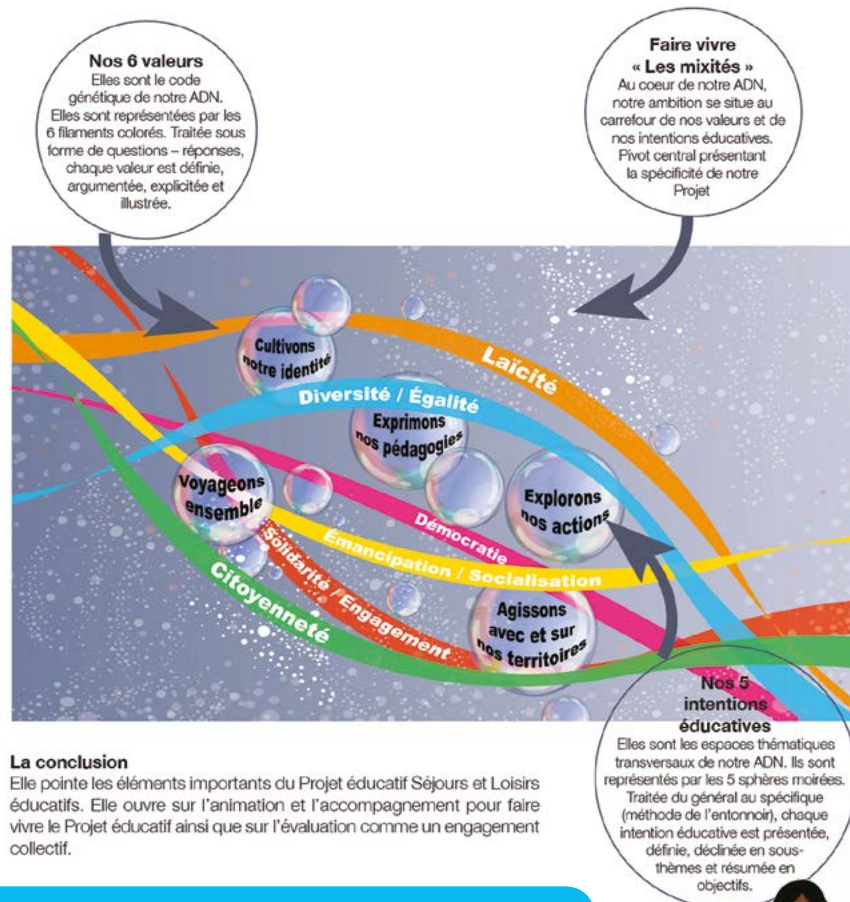 Nos 6 valeurs
Elles sont le code
génétique de notre ADN.
Elles sont représentées par les
6 filaments colorés. Traitée sous
forme de questions – réponses,
chaque valeur est définie,
argumentée, explicitée et
illustrée.
Faire vivre
« Les mixités »
Au coeur de notre ADN,
notre ambition se situe au
carrefour de nos valeurs et de
nos intentions éducatives.
Pivot central présentant
la spécificité de notre
Projet
Cultivons
notre identité
Laïcité
Diversité / Égalité
Exprimons
nos pédagogies
Voyageons
ensemble
Explorons
nos actions
Démocratie
Émancipation / Socialisation
Solidarité / Engagement
Citoyenneté
Agissons
avec et sur
nos territoires
Nos 5
intentions
éducatives
Elles sont les espaces thématiques
transversaux de notre ADN. Ils sont
représentés par les 5 sphères moirées.
Traitée du général au spécifique
(méthode de l'entonnoir), chaque
intention éducative est présentée,
définie, déclinée en sous-
thèmes et résumée en
objectifs.
La conclusion
Elle pointe les éléments importants du Projet éducatif Séjours et Loisirs
éducatifs. Elle ouvre sur l'animation et l'accompagnement pour faire
vivre le Projet éducatif ainsi que sur l'évaluation comme un engagement
collectif.